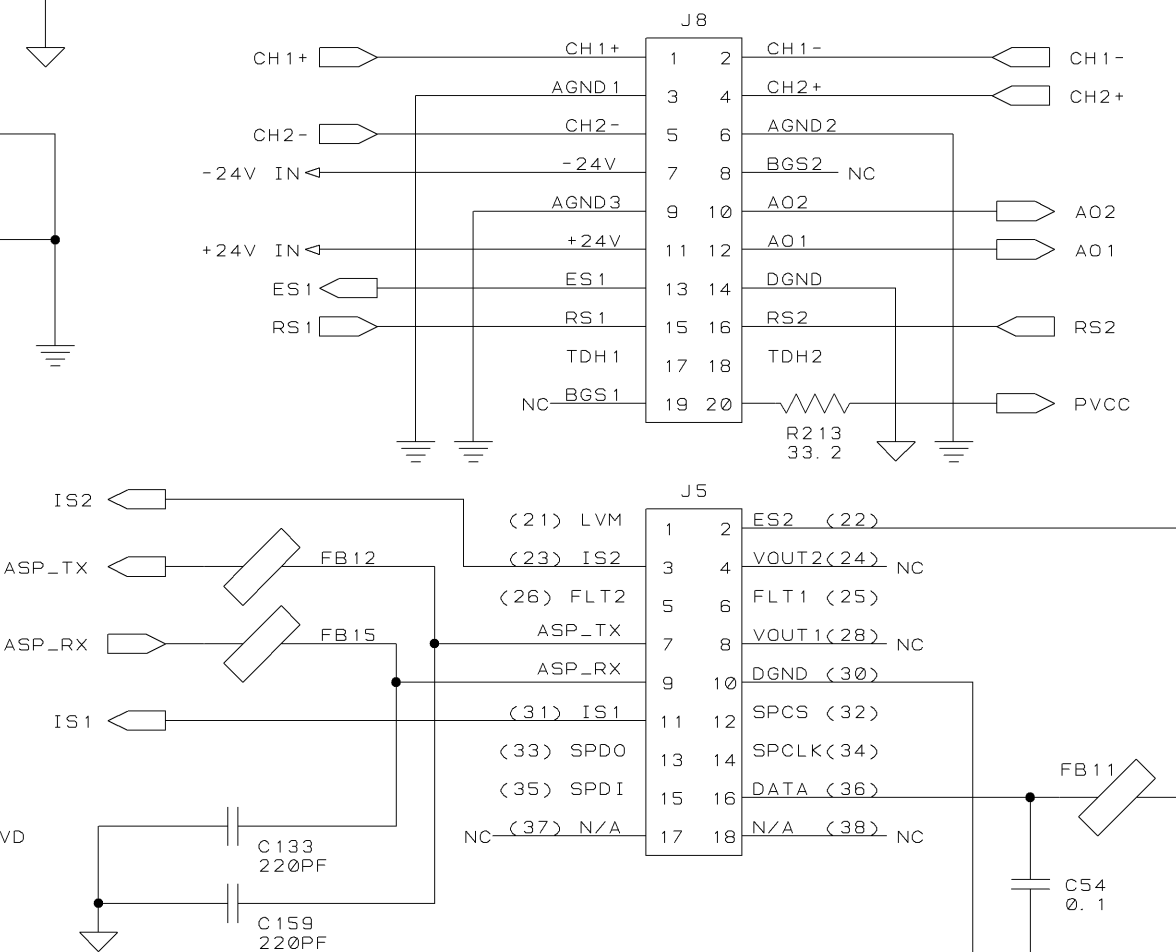 J8
CH1+ CH1+ 1 2 CH1- CH1-
AGND1 3 4 CH2+ CH2+
CH2- CH2- 5 6 AGND2
-24V IN -24V 7 8 BGS2 NC
AGND3 9 10 AO2 AO2
+24V IN +24V 11 12 AO1 AO1
ES1 ES1 13 14 DGND
RS1 RS1 15 16 RS2 RS2
TDH1 17 18 TDH2
NC BGS1 19 20 PVCC
R213
33.2
J5
IS2 (21) LVM 1 2 ES2 (22)
ASP_TX FB12 (23) IS2 3 4 VOUT2(24) NC
(26) FLT2 5 6 FLT1 (25)
ASP_RX FB15 ASP_TX 7 8 VOUT1(28) NC
ASP_RX 9 10 DGND (30)
IS1 (31) IS1 11 12 SPCS (32)
(33) SPDO 13 14 SPCLK(34)
FB11
(35) SPDI 15 16 DATA (36)
VD NC (37) N/A 17 18 N/A (38) NC
C133
220PF
C54
0.1
C159
220PF